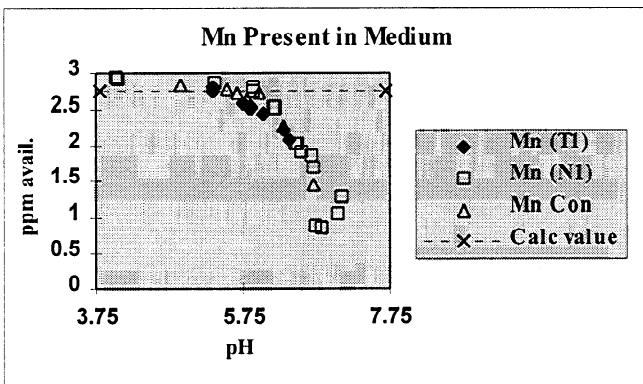 Mn Present in Medium
3
2.5
2
1.5
1
0.5
0
ppm avail.
3.75 5.75 7.75
pH
Mn (T1)
Mn (N1)
Mn Con
Calc value